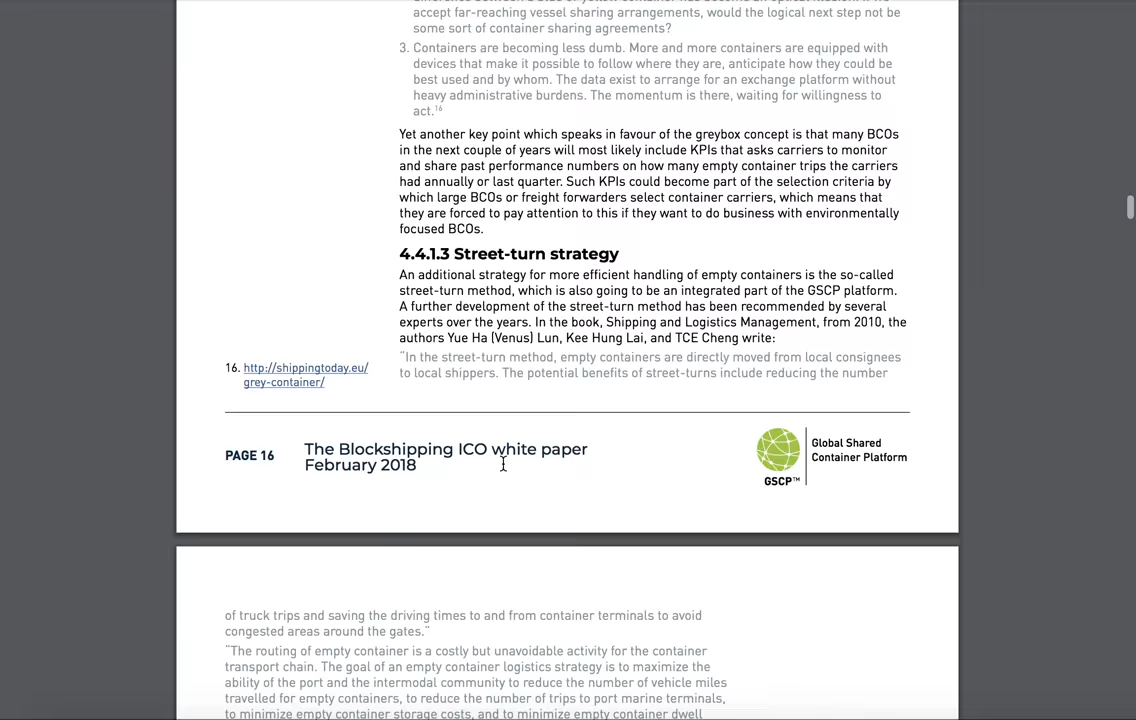 accept far-reaching vessel sharing arrangements, would the logical next step not be
some sort of container sharing agreements?
3. Containers are becoming less dumb. More and more containers are equipped with
devices that make it possible to follow where they are, anticipate how they could be
best used and by whom. The data exist to arrange for an exchange platform without
heavy administrative burdens. The momentum is there, waiting for willingness to
act.16
Yet another key point which speaks in favour of the greybox concept is that many BCOs
in the next couple of years will most likely include KPIs that asks carriers to monitor
and share past performance numbers on how many empty container trips the carriers
had annually or last quarter. Such KPIs could become part of the selection criteria by
which large BCOs or freight forwarders select container carriers, which means that
they are forced to pay attention to this if they want to do business with environmentally
focused BCOs.
4.4.1.3 Street-turn strategy
An additional strategy for more efficient handling of empty containers is the so-called
street-turn method, which is also going to be an integrated part of the GSCP platform.
A further development of the street-turn method has been recommended by several
experts over the years. In the book, Shipping and Logistics Management, from 2010, the
authors Yue Ha (Venus) Lun, Kee Hung Lai, and TCE Cheng write:
“In the street-turn method, empty containers are directly moved from local consignees
to local shippers. The potential benefits of street-turns include reducing the number
16. http://shippingtoday.eu/
grey-container/
PAGE 16
The Blockshipping ICO white paper
February 2018
Global Shared
Container Platform
GSCP™
of truck trips and saving the driving times to and from container terminals to avoid
congested areas around the gates.”
“The routing of empty container is a costly but unavoidable activity for the container
transport chain. The goal of an empty container logistics strategy is to maximize the
ability of the port and the intermodal community to reduce the number of vehicle miles
travelled for empty containers, to reduce the number of trips to port marine terminals,
to minimize empty container storage costs, and to minimize empty container dwell